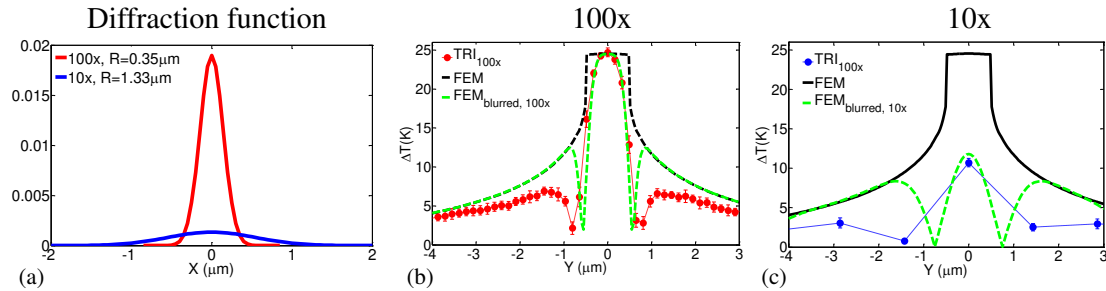 Diffraction function
100x
10x
0.02
0.015
0.01
0.005
0
100x, R=0.35μm
10x, R=1.33μm
-2
-1
0
1
2
X (μm)
(a)
25
20
15
10
5
0
ΔT(K)
TRI100x
FEM
FEMblurred, 100x
-4
-3
-2
-1
0
1
2
3
Y (μm)
(b)
25
20
15
10
5
0
ΔT(K)
TRI100x
FEM
FEMblurred, 10x
-4
-3
-2
-1
0
1
2
3
Y (μm)
(c)